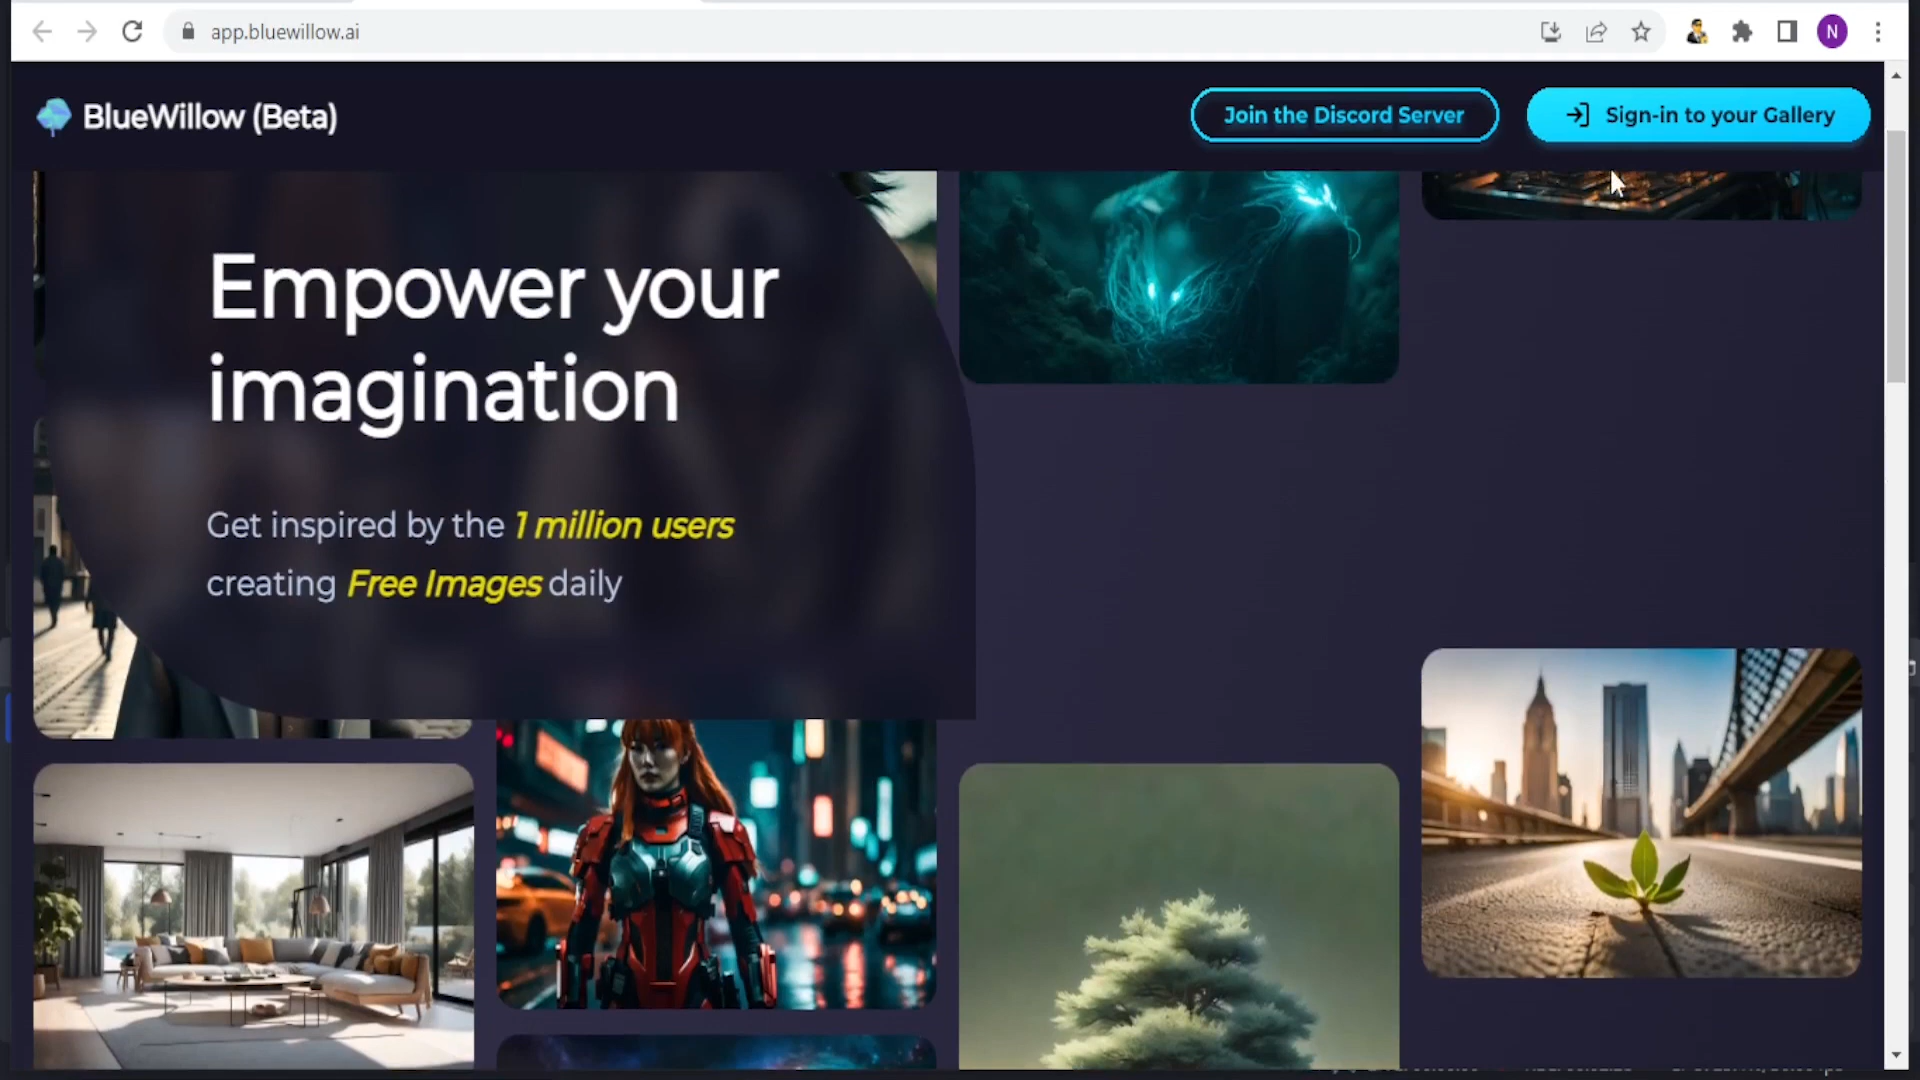 app.bluewillow.ai
N
BlueWillow (Beta)
Join the Discord Server
Sign-in to your Gallery
Empower your
imagination
Get inspired by the 1 million users
creating Free Images daily